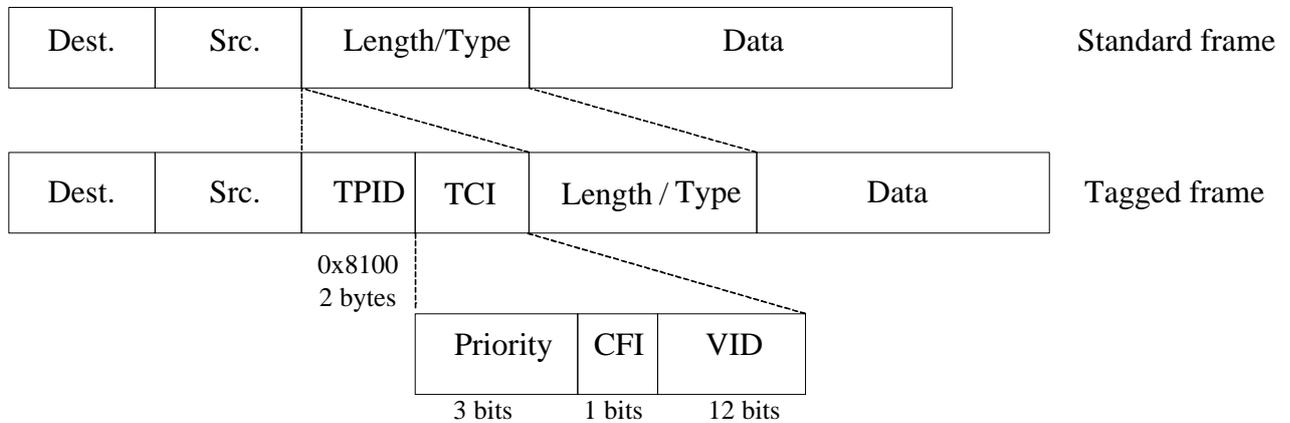 Dest. Src. Length/Type Data Standard frame
Dest. Src. TPID TCI Length / Type Data Tagged frame
0x8100
2 bytes
Priority CFI VID
3 bits 1 bits 12 bits